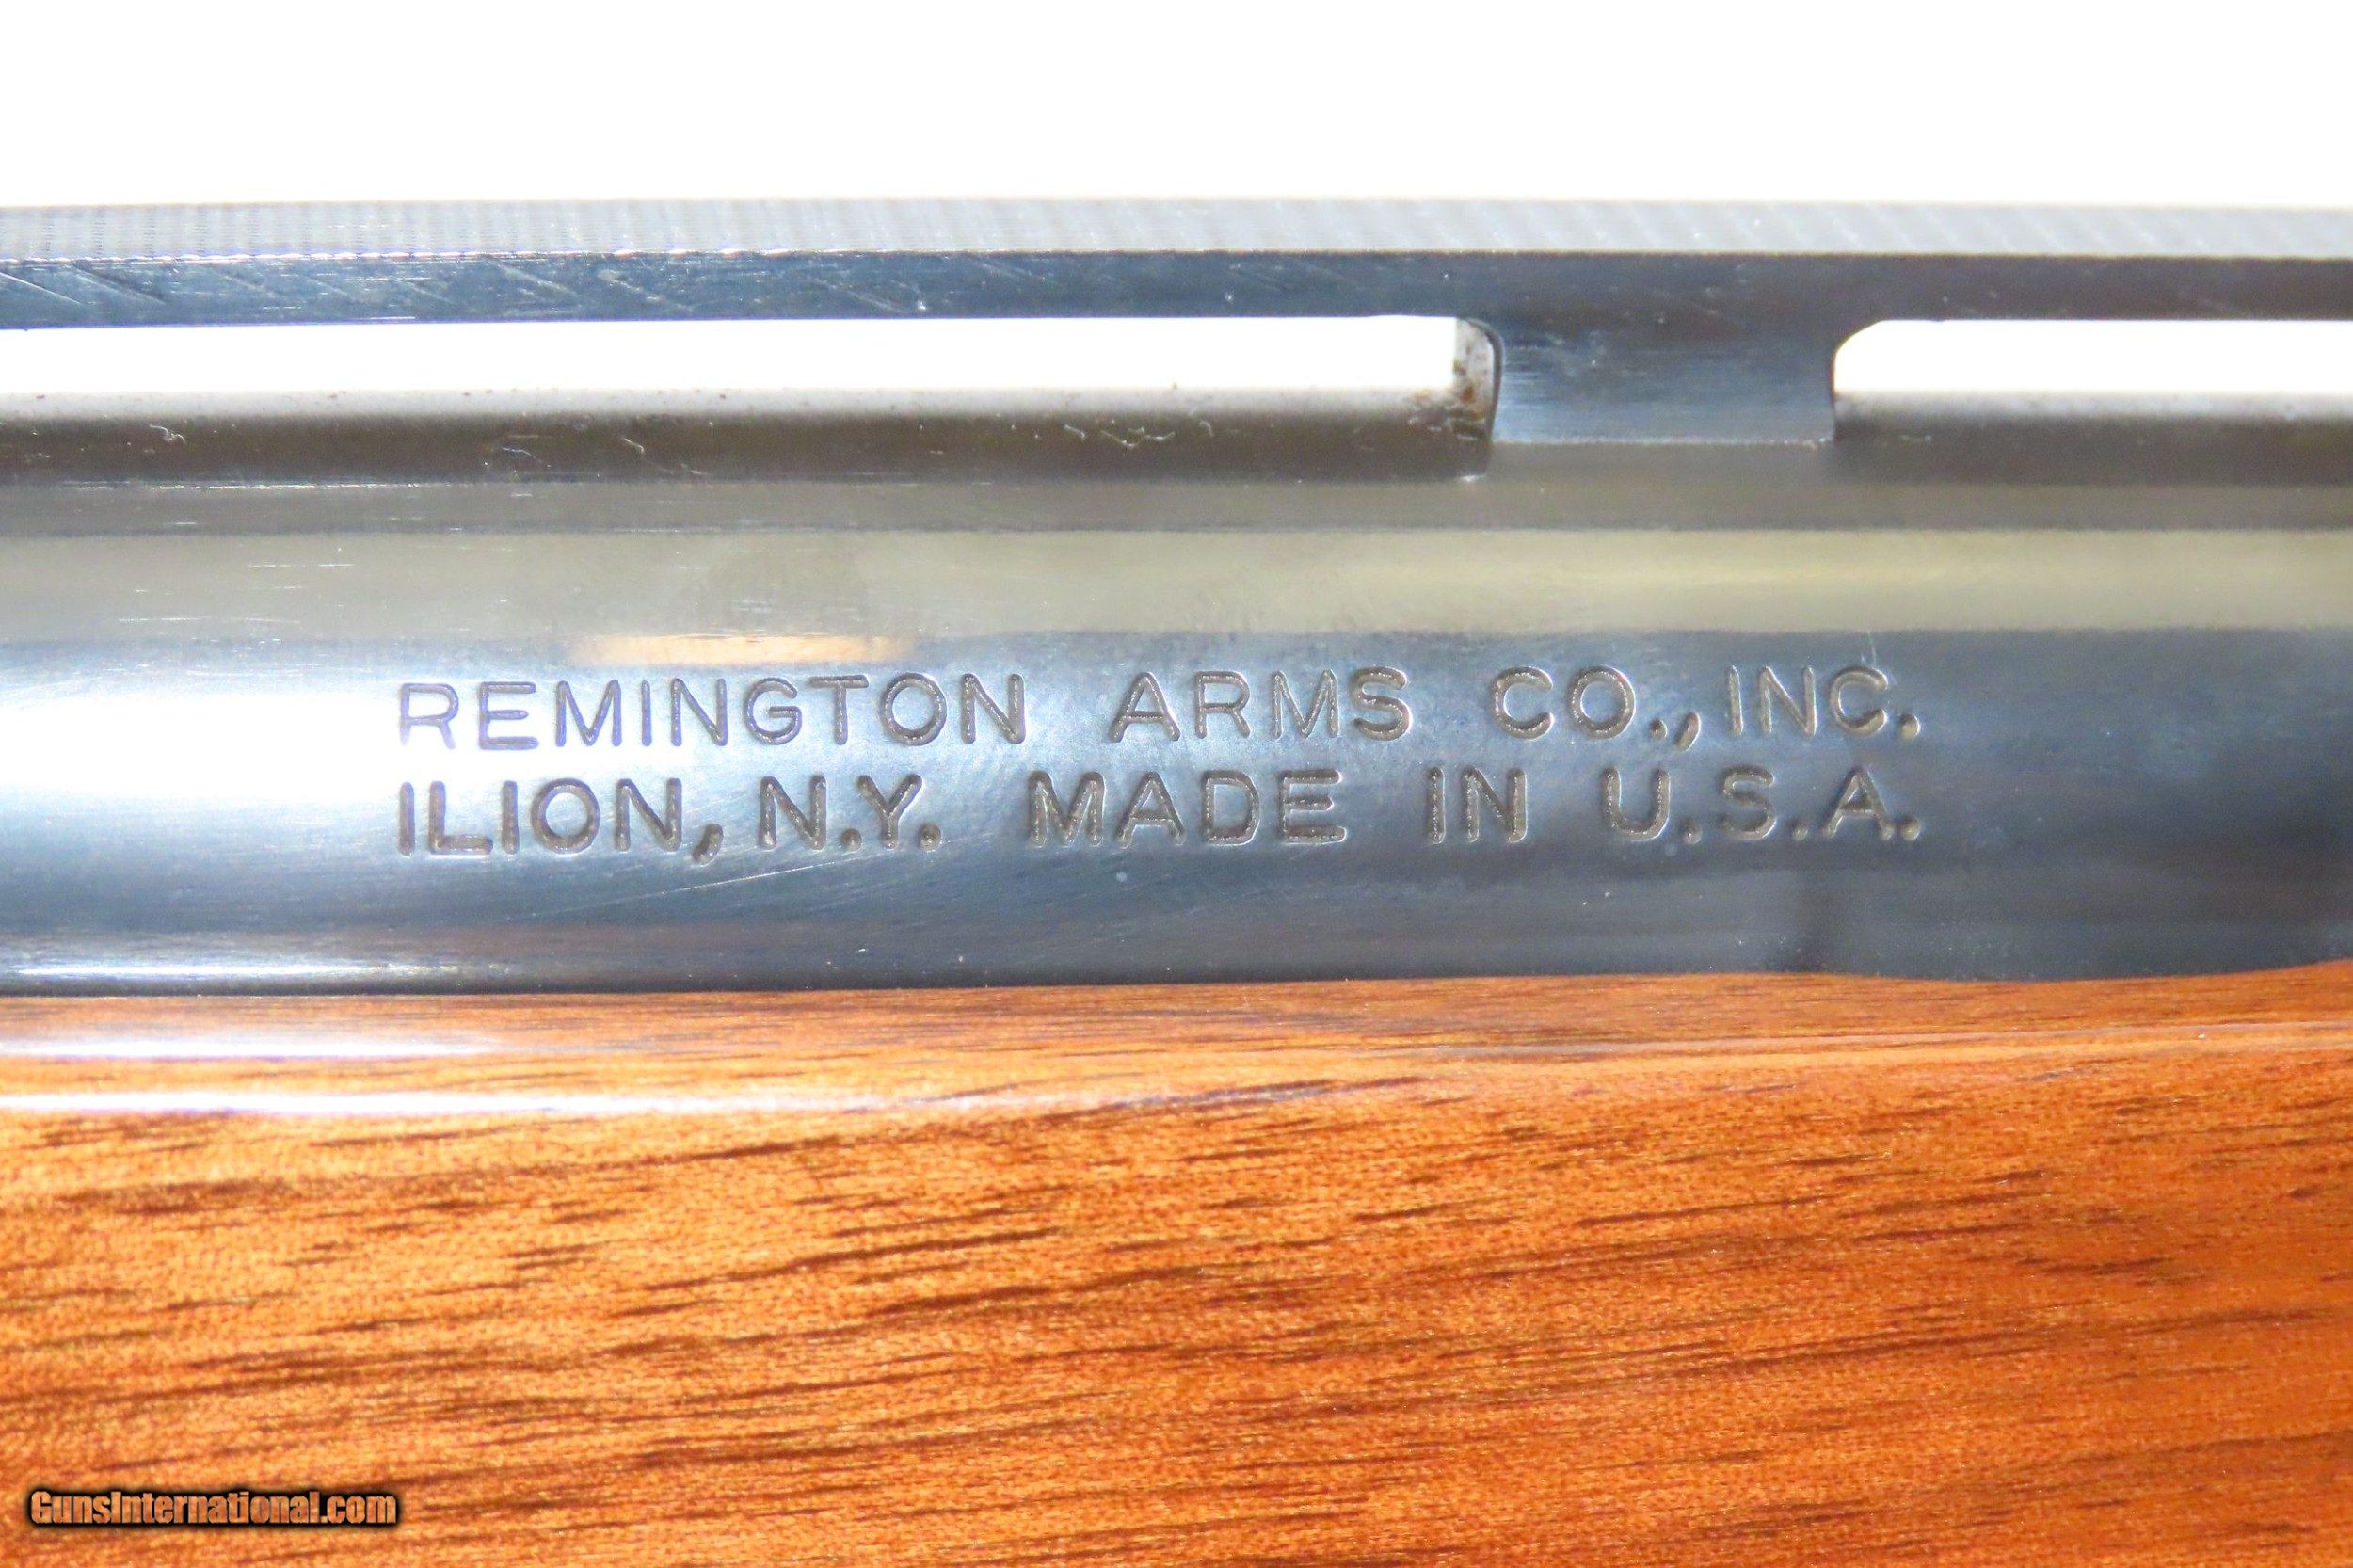 REMINGTON ARMS CO., INC.
ILION, N.Y. MADE IN U.S.A.
GunsInternational.com